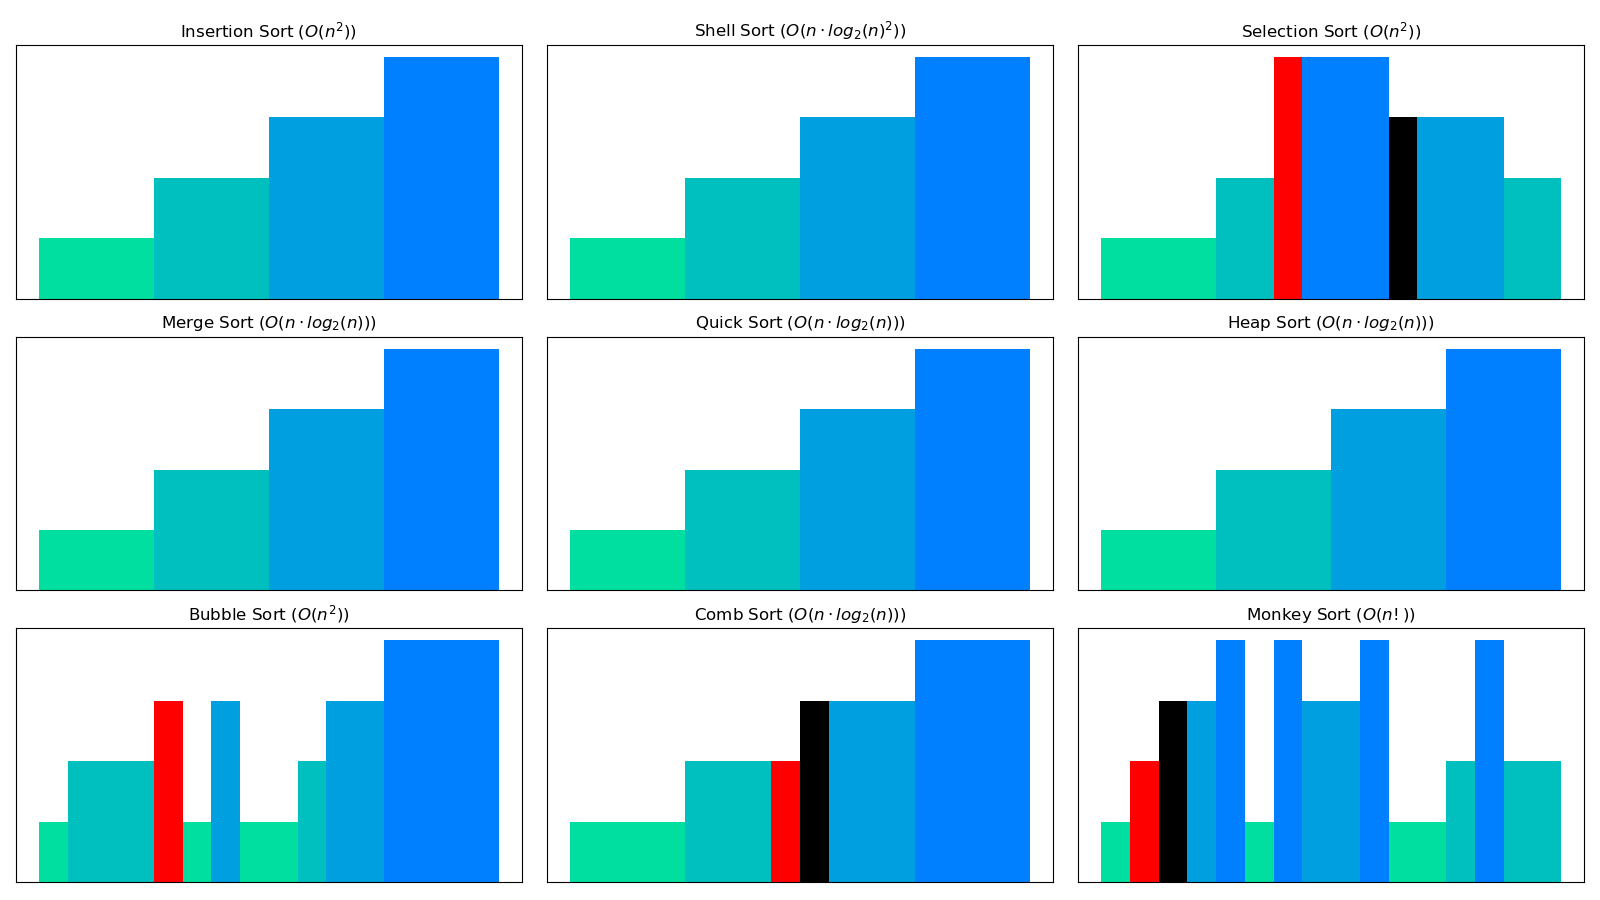 Insertion Sort (O(n²))
Shell Sort (O(n · log₂(n)²))
Selection Sort (O(n²))
Merge Sort (O(n · log₂(n)))
Quick Sort (O(n · log₂(n)))
Heap Sort (O(n · log₂(n)))
Bubble Sort (O(n²))
Comb Sort (O(n · log₂(n)))
Monkey Sort (O(n! ))